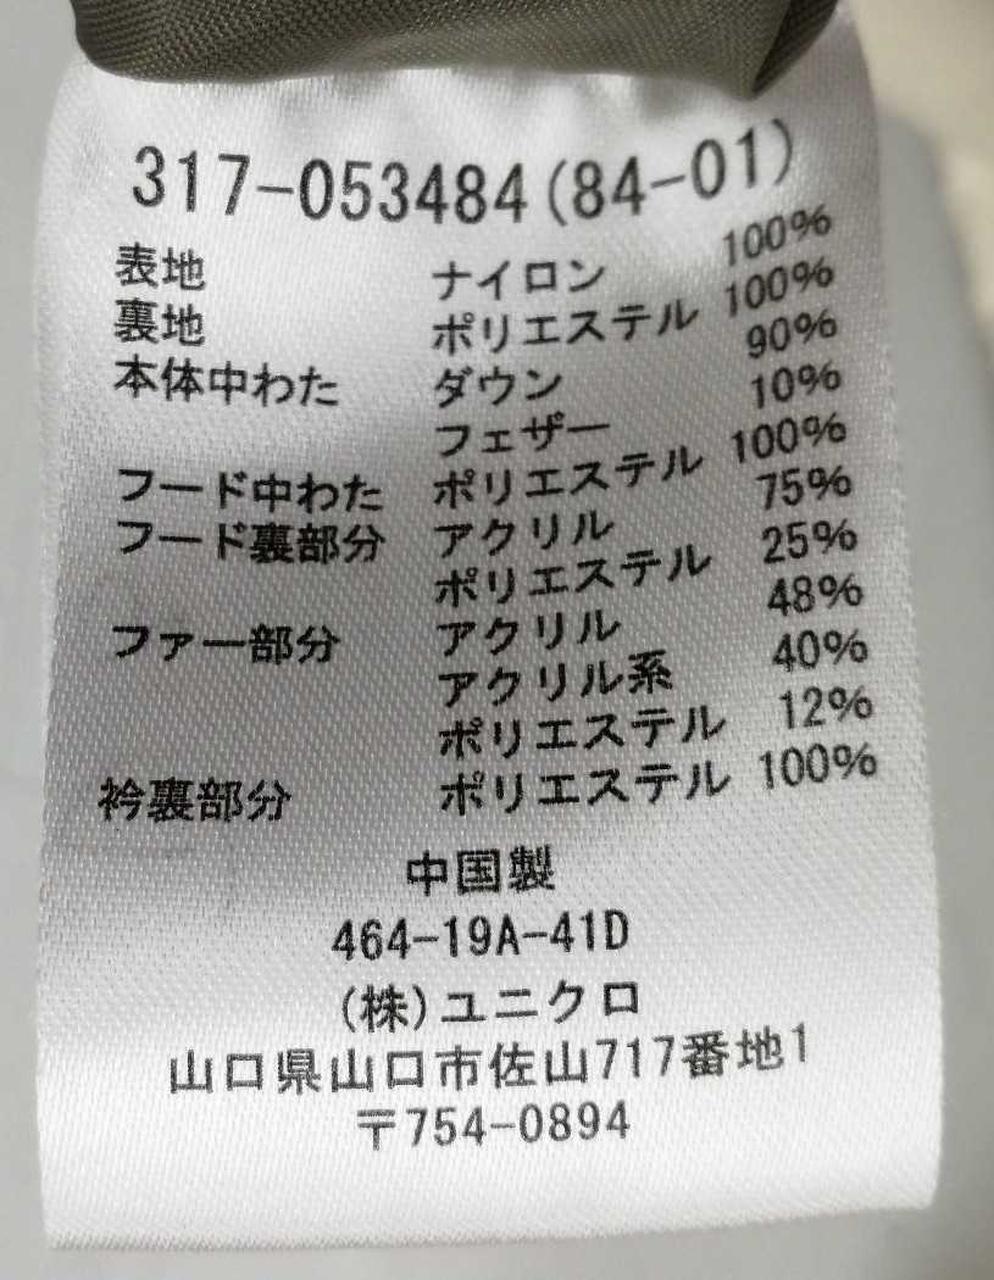 317-053484(84-01)
表地 ナイロン 100%
裏地 ポリエステル 100%
本体中わた ダウン 90%
フェザー 10%
フード中わた ポリエステル 100%
フード裏部分 アクリル 75%
ポリエステル 25%
ファー部分 アクリル 48%
アクリル系 40%
ポリエステル 12%
衿裏部分 ポリエステル 100%
中国製
464-19A-41D
(株)ユニクロ
山口県山口市佐山717番地1
〒754-0894